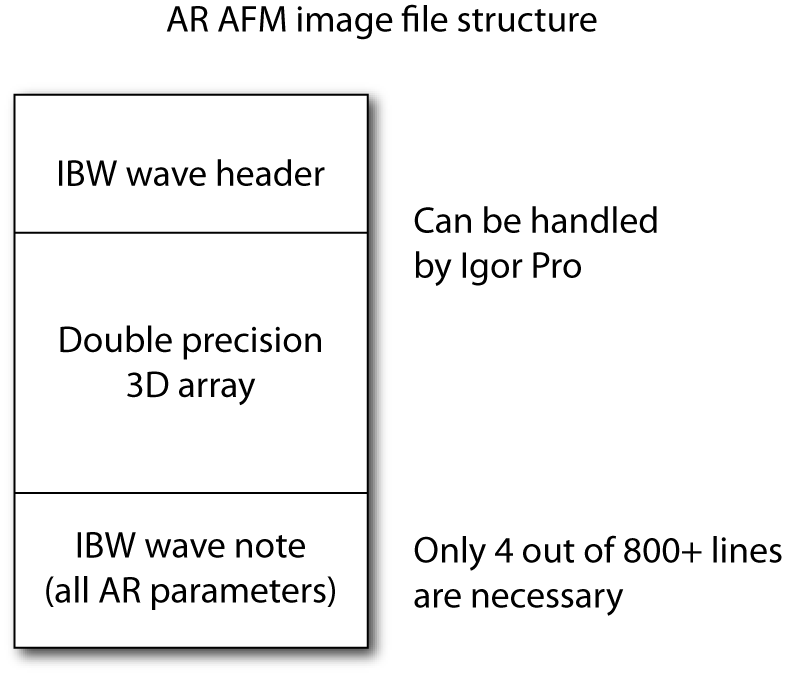 AR AFM image file structure
IBW wave header
Can be handled
by Igor Pro
Double precision
3D array
IBW wave note
(all AR parameters)
Only 4 out of 800+ lines
are necessary